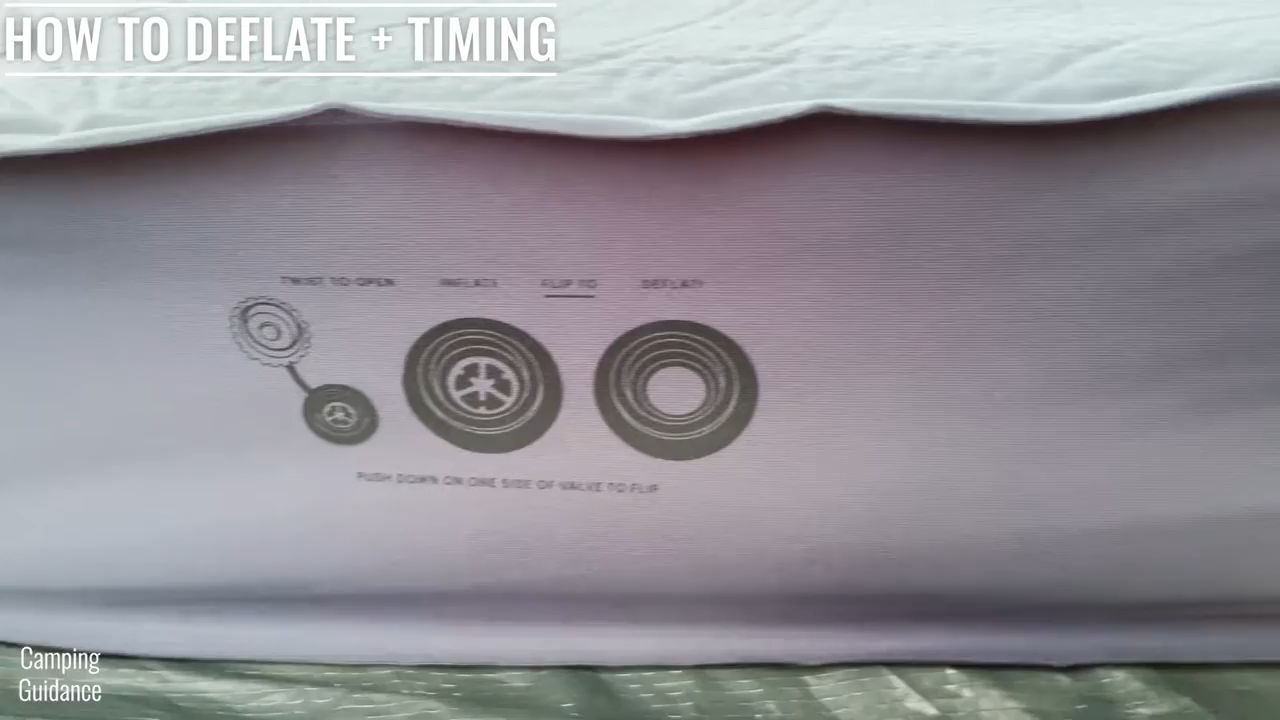 HOW TO DEFLATE + TIMING
TWIST TO OPEN INFLATE FLIP TO DEFLATE
PUSH DOWN ON ONE SIDE OF VALVE TO FLIP
Camping
Guidance